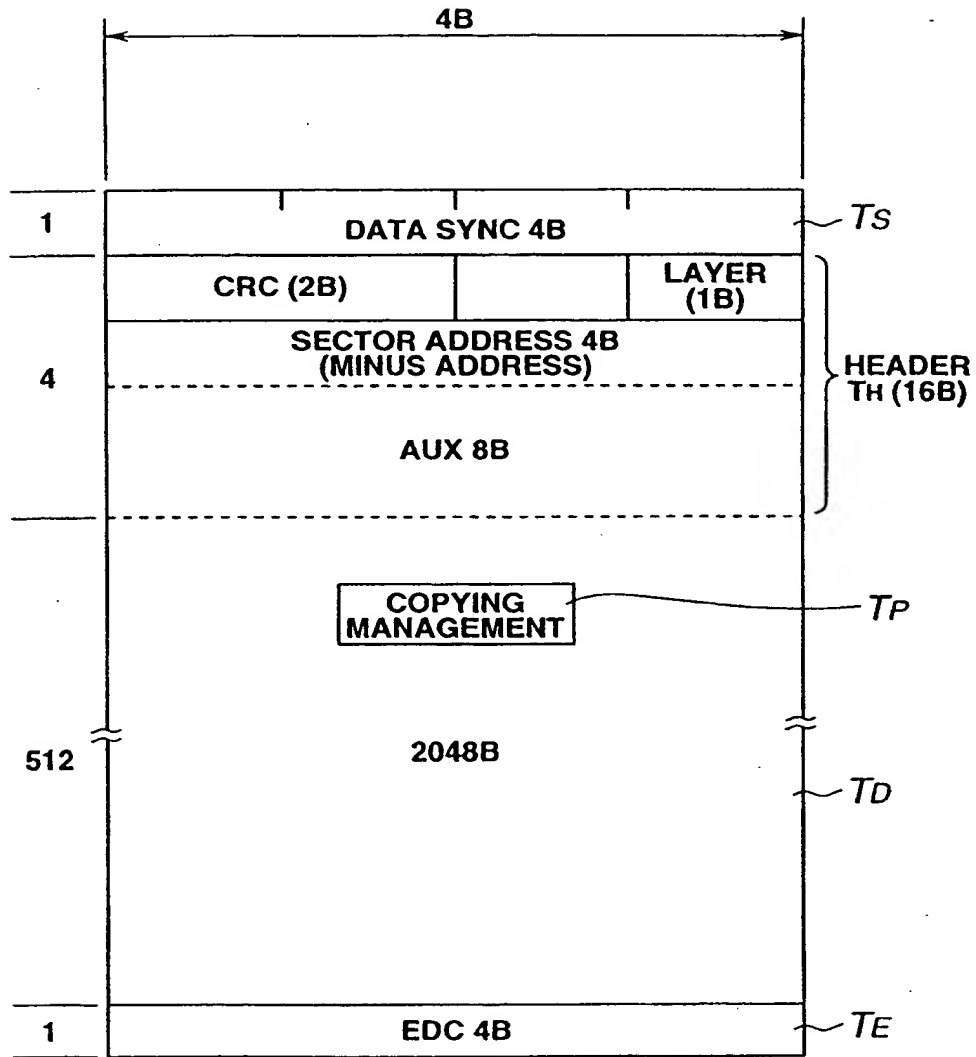 4B
1
DATA SYNC 4B
TS
CRC (2B)
LAYER
(1B)
4
SECTOR ADDRESS 4B
(MINUS ADDRESS)
HEADER
TH (16B)
AUX 8B
COPYING
MANAGEMENT
TP
512
2048B
TD
1
EDC 4B
TE